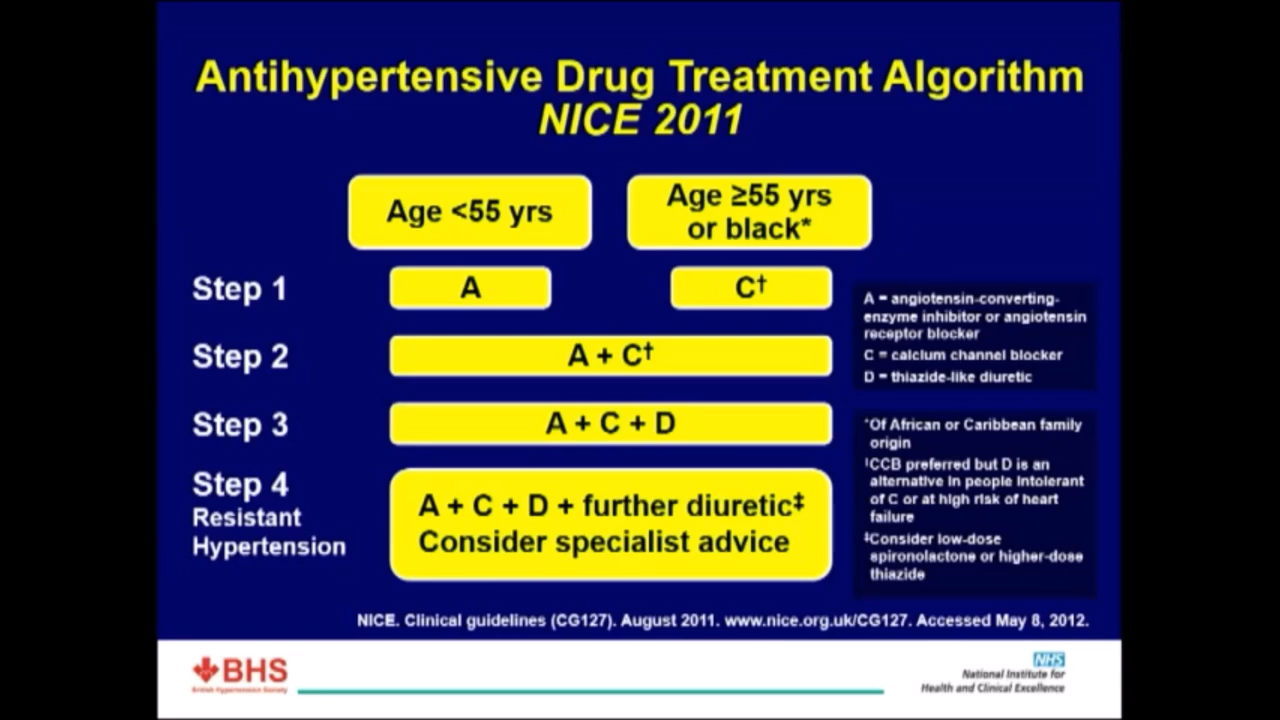 Antihypertensive Drug Treatment Algorithm
NICE 2011
Age <55 yrs
Age ≥55 yrs
or black*
Step 1
A
C†
Step 2
A + C†
Step 3
A + C + D
Step 4
Resistant
Hypertension
A + C + D + further diuretic‡
Consider specialist advice
A = angiotensin-converting-
enzyme inhibitor or angiotensin
receptor blocker
C = calcium channel blocker
D = thiazide-like diuretic
*Of African or Caribbean family
origin
†CCB preferred but D is an
alternative in people intolerant
of C or at high risk of heart
failure
‡Consider low-dose
spironolactone or higher-dose
thiazide
NICE. Clinical guidelines (CG127). August 2011. www.nice.org.uk/CG127. Accessed May 8, 2012.
BHS
British Hypertension Society
NHS
National Institute for
Health and Clinical Excellence